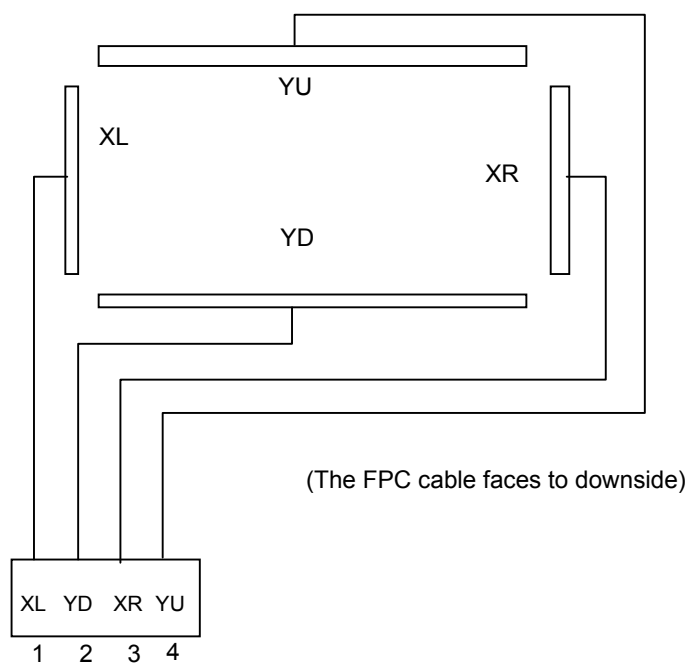 YU
XL
XR
YD
(The FPC cable faces to downside)
XL YD XR YU
1 2 3 4